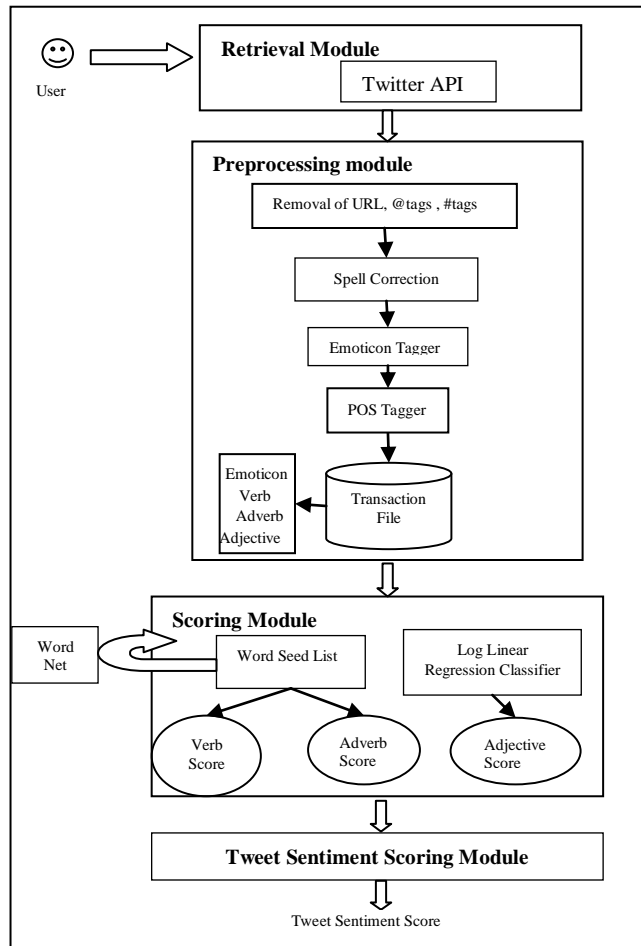 Retrieval Module
Twitter API
User
Preprocessing module
Removal of URL, @tags , #tags
Spell Correction
Emoticon Tagger
POS Tagger
Emoticon
Verb
Adverb
Adjective
Transaction
File
Scoring Module
Word
Net
Word Seed List
Log Linear
Regression Classifier
Verb
Score
Adverb
Score
Adjective
Score
Tweet Sentiment Scoring Module
Tweet Sentiment Score